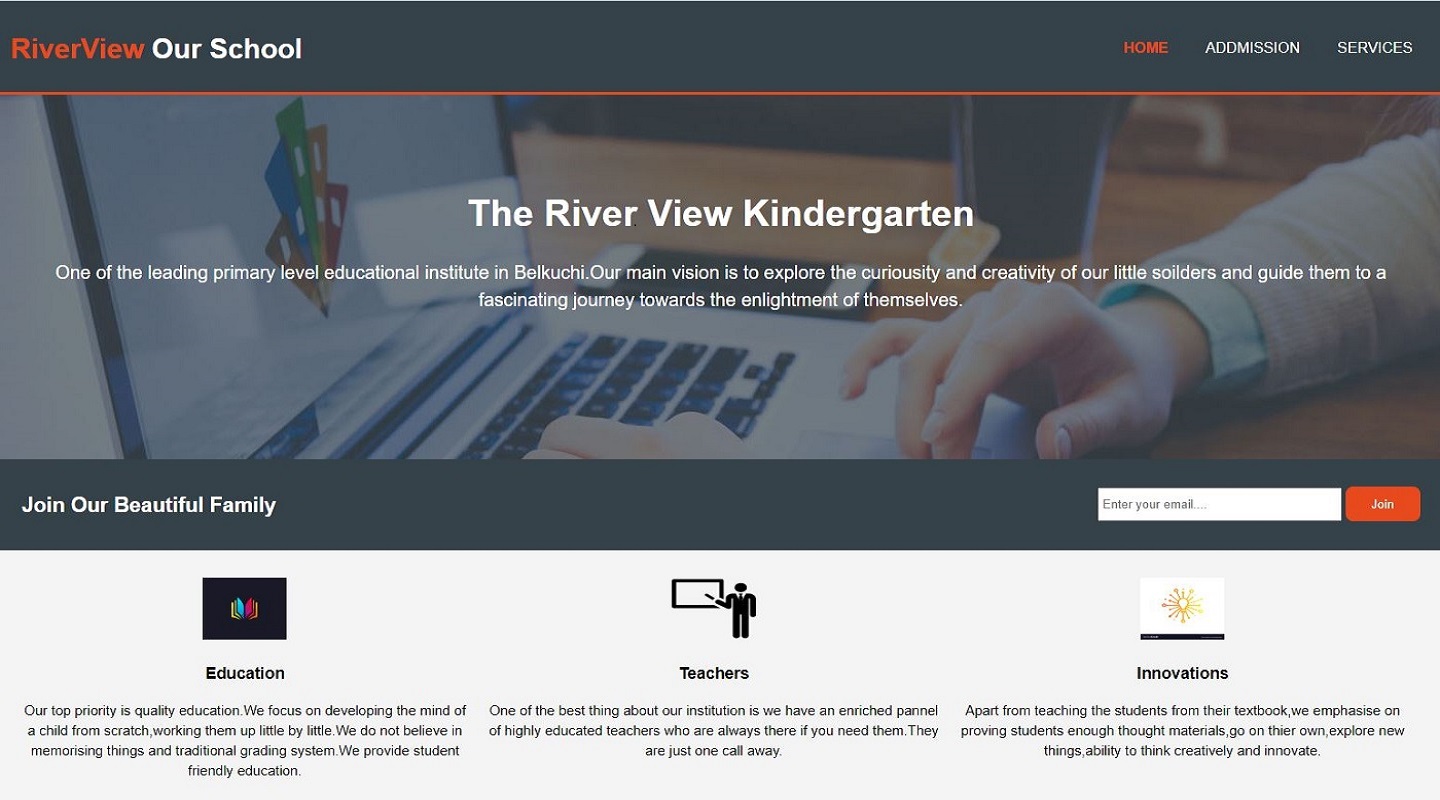 RiverView Our School
HOME ADDMISSION SERVICES
The River View Kindergarten
One of the leading primary level educational institute in Belkuchi.Our main vision is to explore the curiousity and creativity of our little soilders and guide them to a
fascinating journey towards the enlightment of themselves.
Join Our Beautiful Family
Enter your email....
Join
Education
Our top priority is quality education.We focus on developing the mind of
a child from scratch,working them up little by little.We do not believe in
memorising things and traditional grading system.We provide student
friendly education.
Teachers
One of the best thing about our institution is we have an enriched pannel
of highly educated teachers who are always there if you need them.They
are just one call away.
Innovations
Apart from teaching the students from their textbook,we emphasise on
proving students enough thought materials,go on thier own,explore new
things,ability to think creatively and innovate.